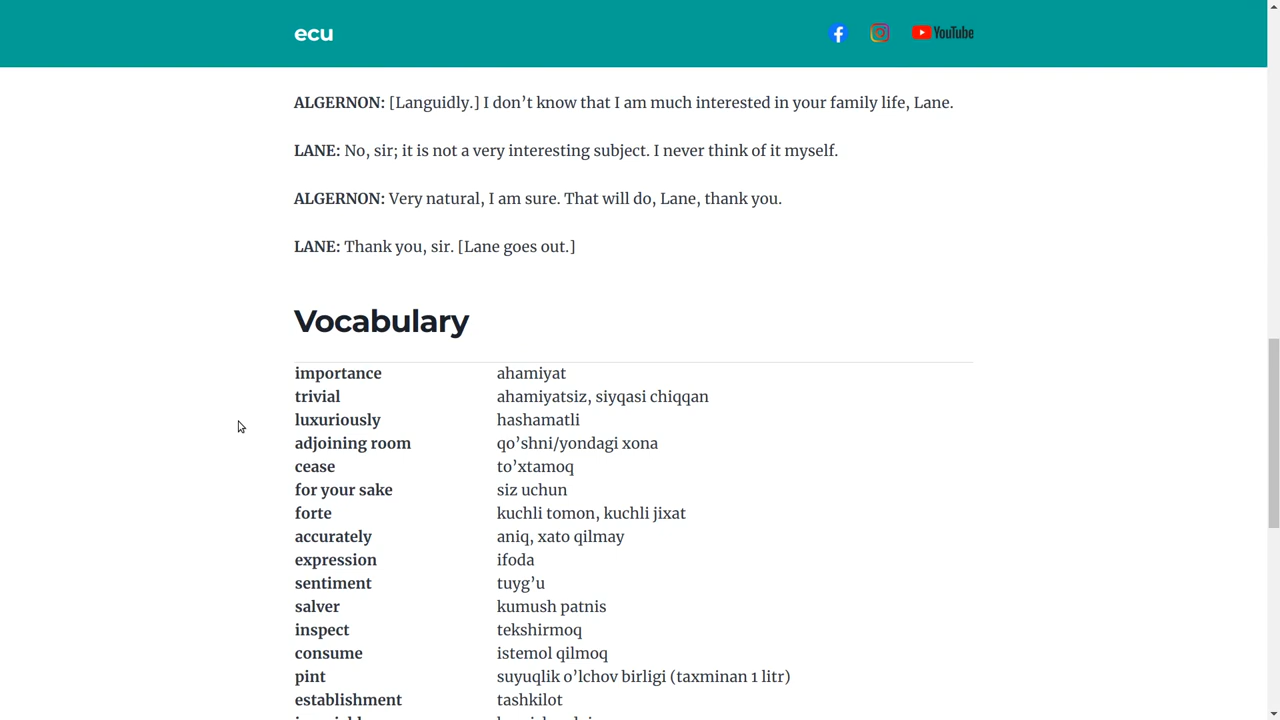 ecu
YouTube
ALGERNON: [Languidly.] I don’t know that I am much interested in your family life, Lane.
LANE: No, sir; it is not a very interesting subject. I never think of it myself.
ALGERNON: Very natural, I am sure. That will do, Lane, thank you.
LANE: Thank you, sir. [Lane goes out.]
Vocabulary
importance ahamiyat
trivial ahamiyatsiz, siyqasi chiqqan
luxuriously hashamatli
adjoining room qo’shni/yondagi xona
cease to’xtamoq
for your sake siz uchun
forte kuchli tomon, kuchli jixat
accurately aniq, xato qilmay
expression ifoda
sentiment tuyg’u
salver kumush patnis
inspect tekshirmoq
consume istemol qilmoq
pint suyuqlik o’lchov birligi (taxminan 1 litr)
establishment tashkilot